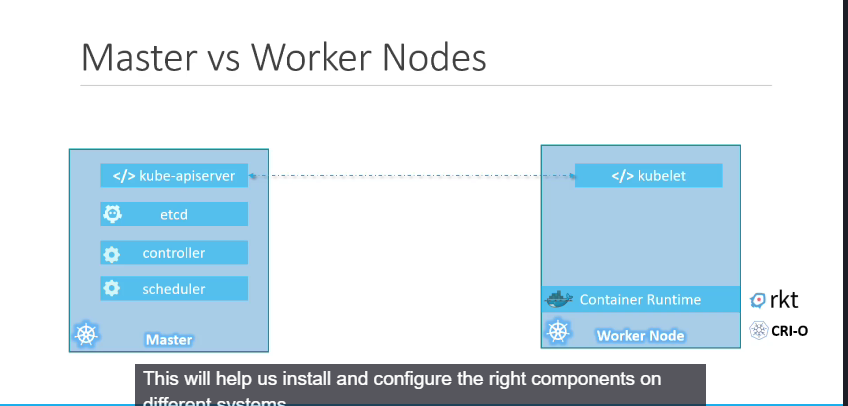 Master vs Worker Nodes
</> kube-apiserver
etcd
controller
scheduler
Master
</> kubelet
Container Runtime
Worker Node
rkt
CRI-O
This will help us install and configure the right components on
different systems